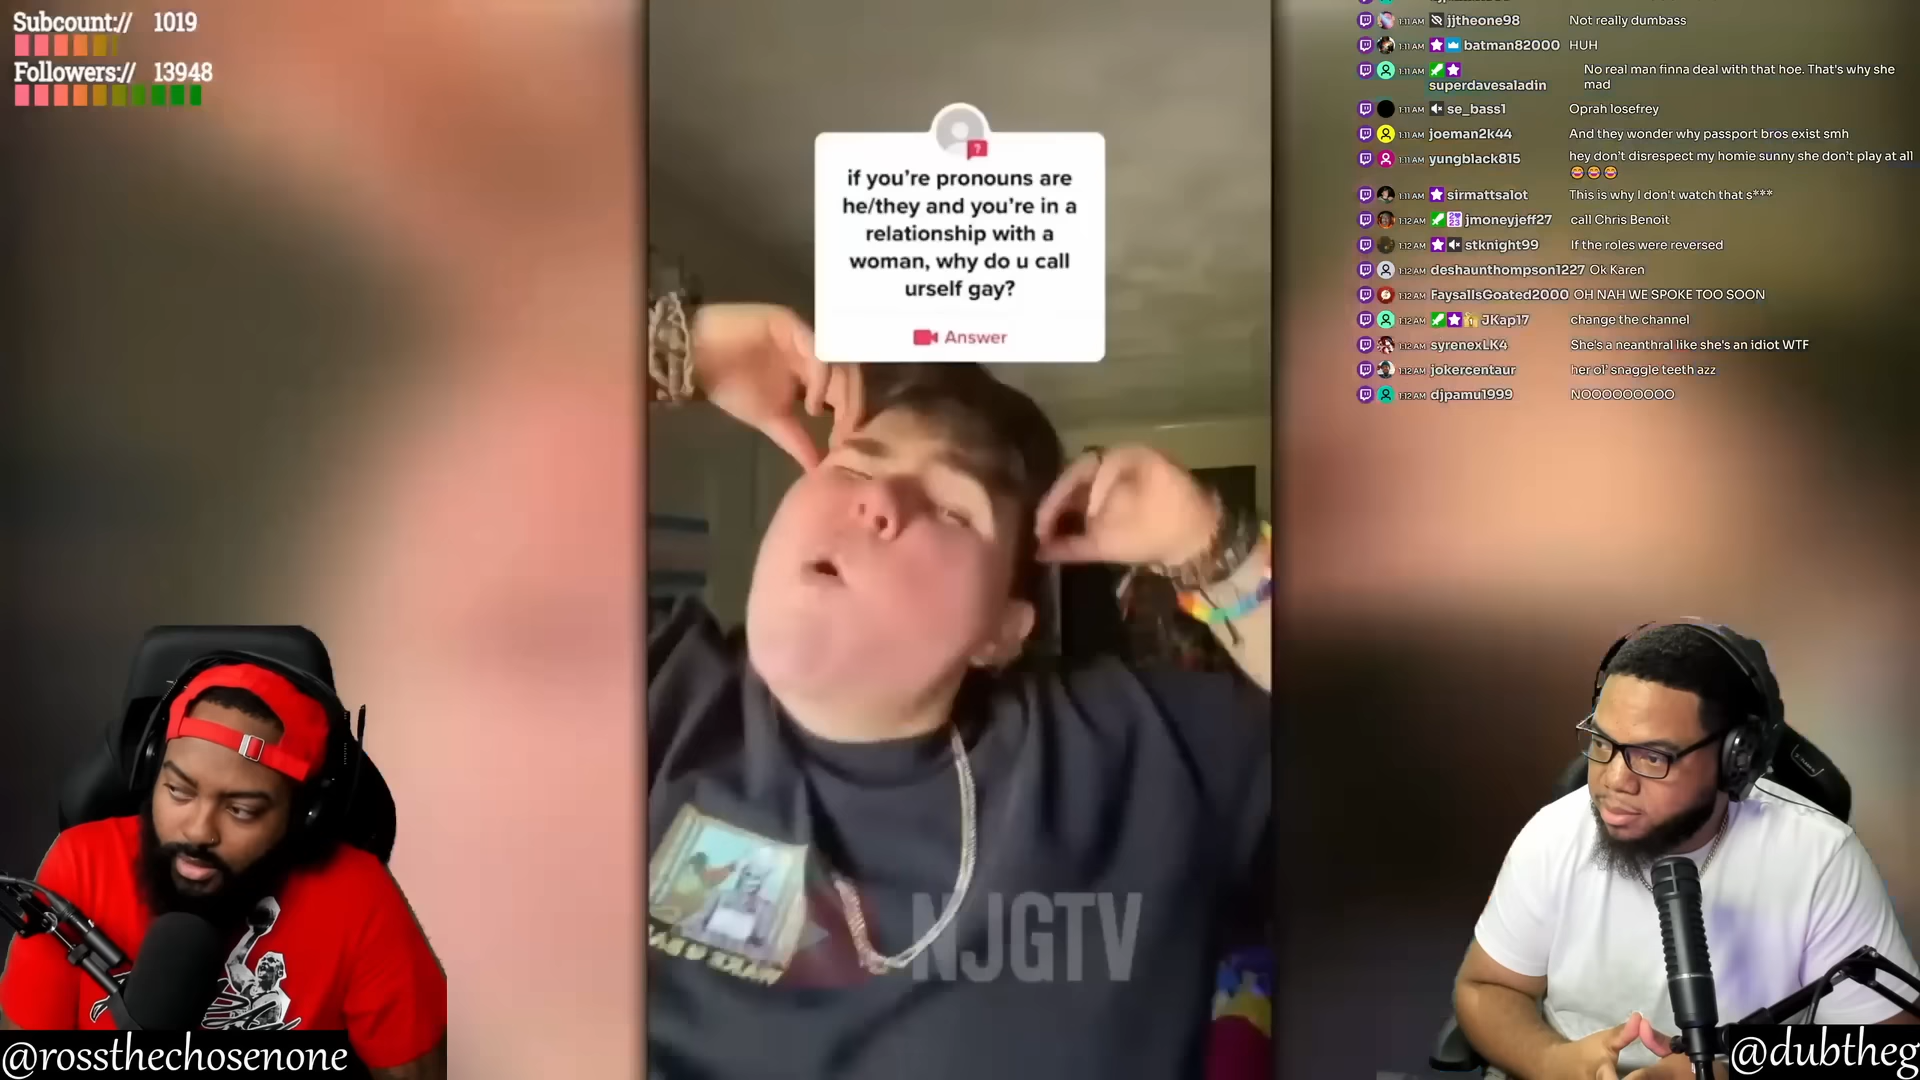 Subcount:// 1019
Followers:// 13948
if you're pronouns are
he/they and you're in a
relationship with a
woman, why do u call
urself gay?
Answer
NJGTV
1:11 AM jjtheone98 Not really dumbass
1:11 AM batman82000 HUH
1:11 AM superdavesaladin No real man finna deal with that hoe. That's why she
mad
1:11 AM se_bass1 Oprah losefrey
1:11 AM joeman2k44 And they wonder why passport bros exist smh
1:11 AM yungblack815 hey don't disrespect my homie sunny she don't play at all
😂 😂 😂
1:11 AM sirmattsalot This is why I don't watch that s***
1:12 AM jmoneyjeff27 call Chris Benoit
1:12 AM stknight99 If the roles were reversed
1:12 AM deshaunthompson1227 Ok Karen
1:12 AM FaysalIsGoated2000 OH NAH WE SPOKE TOO SOON
1:12 AM JKap17 change the channel
1:12 AM syrenexLK4 She's a neanthral like she's an idiot WTF
1:12 AM jokercentaur her ol' snaggle teeth azz
1:12 AM djpamu1999 NOOOOOOOOO
@rossthechosenone
@dubtheg